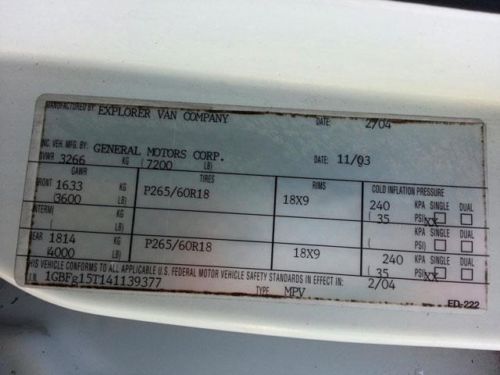 MANUFACTURED BY EXPLORER VAN COMPANY DATE: 2/04
INC. VEH. MFG. BY: GENERAL MOTORS CORP. DATE: 11/03
GVWR 3266 KG (7200 LB)
GAWR TIRES RIMS COLD INFLATION PRESSURE
FRONT 1633 KG P265/60R18 18X9 240 KPA SINGLE DUAL
(3600 LB) (35 PSI) XX
INTERM KG KPA SINGLE DUAL
( LB) ( PSI)
REAR 1814 KG P265/60R18 18X9 240 KPA SINGLE DUAL
(4000 LB) (35 PSI) XX
THIS VEHICLE CONFORMS TO ALL APPLICABLE U.S. FEDERAL MOTOR VEHICLE SAFETY STANDARDS IN EFFECT IN: 2/04
1GBFG15T141139377 TYPE MPV
ED-222